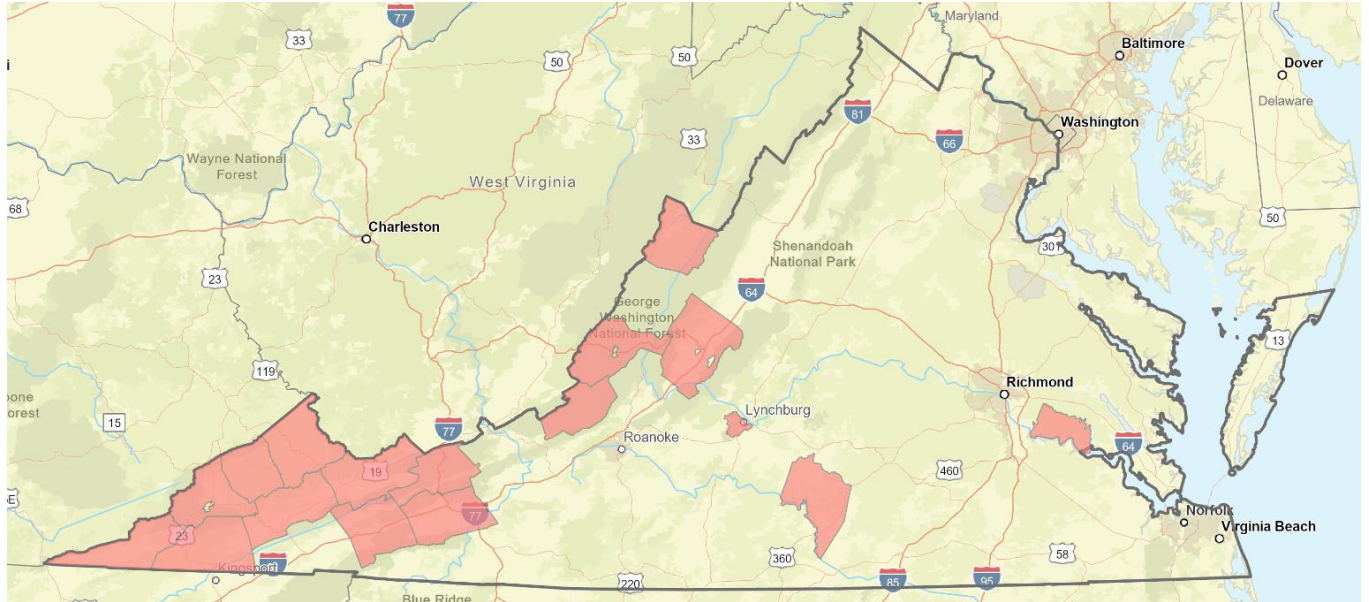 77
Maryland
33
50
50
Baltimore
i
Dover
Delaware
81
33
Washington
66
Wayne National
Forest
West Virginia
68
Charleston
50
301
Shenandoah
National Park
23
64
George
Washington
National Forest
13
119
Richmond
15
Forest
77
Lynchburg
Roanoke
64
460
19
77
Norfolk
Virginia Beach
23
360
58
Kingsport
220
85
95
Blue Ridge